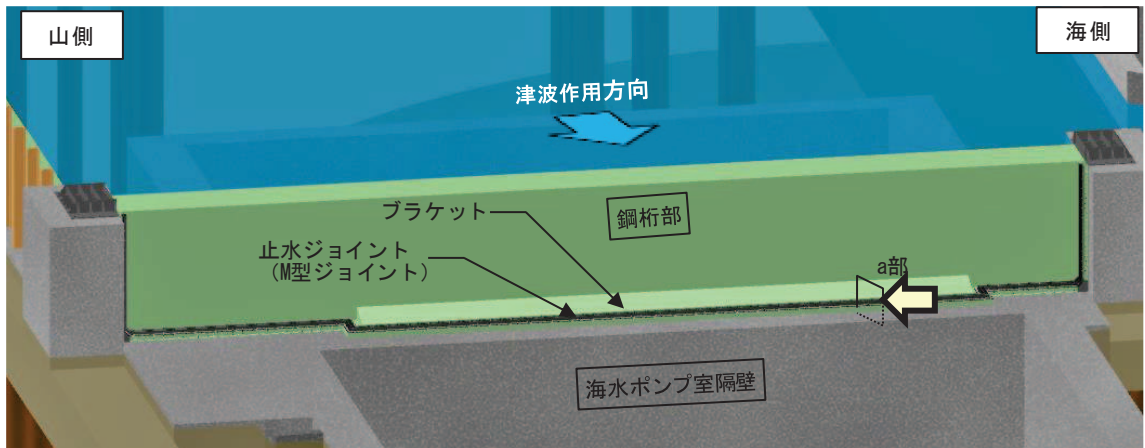 山側
海側
津波作用方向
ブラケット
鋼桁部
止水ジョイント
（M型ジョイント）
a部
海水ポンプ室隔壁